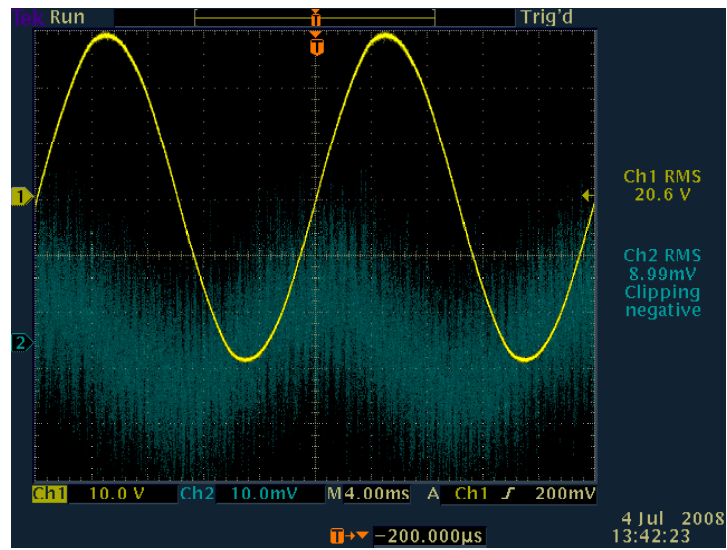 Tek Run Trig'd
T
T
1
Ch1 RMS
20.6 V
Ch2 RMS
8.99mV
Clipping
negative
2
Ch1 10.0 V Ch2 10.0mV M 4.00ms A Ch1 200mV
4 Jul 2008
T -200.000µs 13:42:23